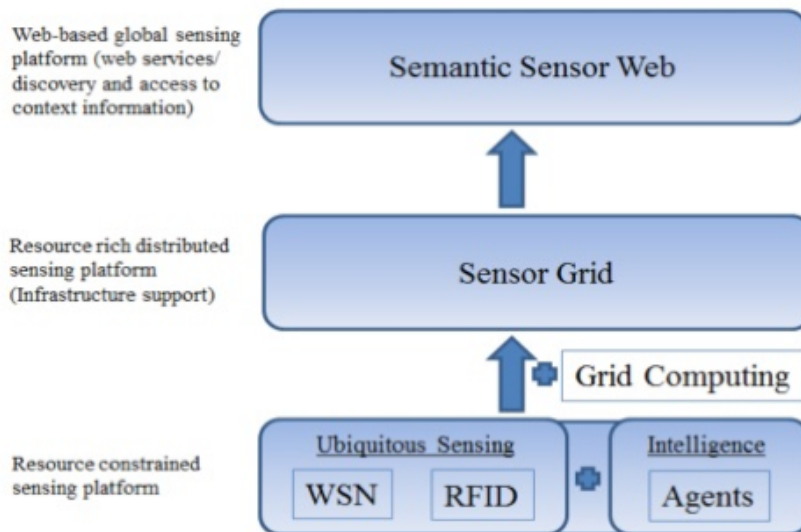 Web-based global sensing
platform (web services/
discovery and access to
context information)
Semantic Sensor Web
Resource rich distributed
sensing platform
(Infrastructure support)
Sensor Grid
Grid Computing
Resource constrained
sensing platform
Ubiquitous Sensing
WSN
RFID
Intelligence
Agents